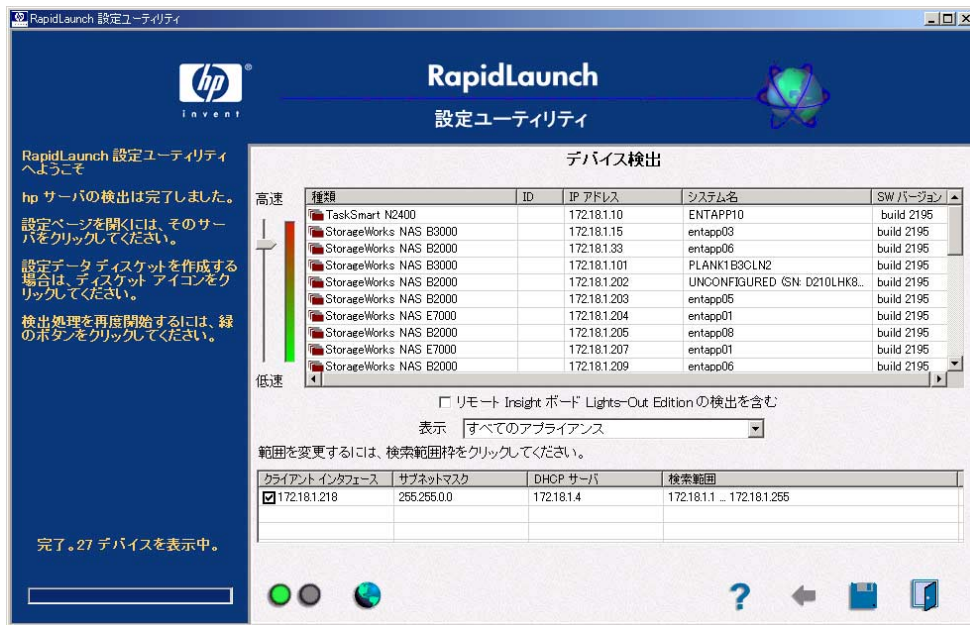 RapidLaunch 設定ユーティリティ
hp
invent
RapidLaunch
設定ユーティリティ
RapidLaunch 設定ユーティリティ
へようこそ
hp サーバの検出は完了しました。
設定ページを開くには、そのサー
バをクリックしてください。
設定データ ディスケットを作成する
場合は、ディスケット アイコンをク
リックしてください。
検出処理を再度開始するには、緑
のボタンをクリックしてください。
完了。27 デバイスを表示中。
デバイス検出
高速
低速
種類 ID IP アドレス システム名 SW バージョン
TaskSmart N2400 172.18.1.10 ENTAPP10 build 2195
StorageWorks NAS B3000 172.18.1.15 entapp03 build 2195
StorageWorks NAS B2000 172.18.1.33 entapp06 build 2195
StorageWorks NAS B3000 172.18.1.101 PLANK1B3CLN2 build 2195
StorageWorks NAS B2000 172.18.1.202 UNCONFIGURED (SN: D210LHK8... build 2195
StorageWorks NAS B2000 172.18.1.203 entapp05 build 2195
StorageWorks NAS E7000 172.18.1.204 entapp01 build 2195
StorageWorks NAS B2000 172.18.1.205 entapp08 build 2195
StorageWorks NAS E7000 172.18.1.207 entapp01 build 2195
StorageWorks NAS B2000 172.18.1.209 entapp06 build 2195
リモート Insight ボード Lights-Out Edition の検出を含む
表示 すべてのアプライアンス
範囲を変更するには、検索範囲枠をクリックしてください。
クライアント インタフェース サブネットマスク DHCP サーバ 検索範囲
172.18.1.218 255.255.0.0 172.18.1.4 172.18.1.1 ... 172.18.1.255
?